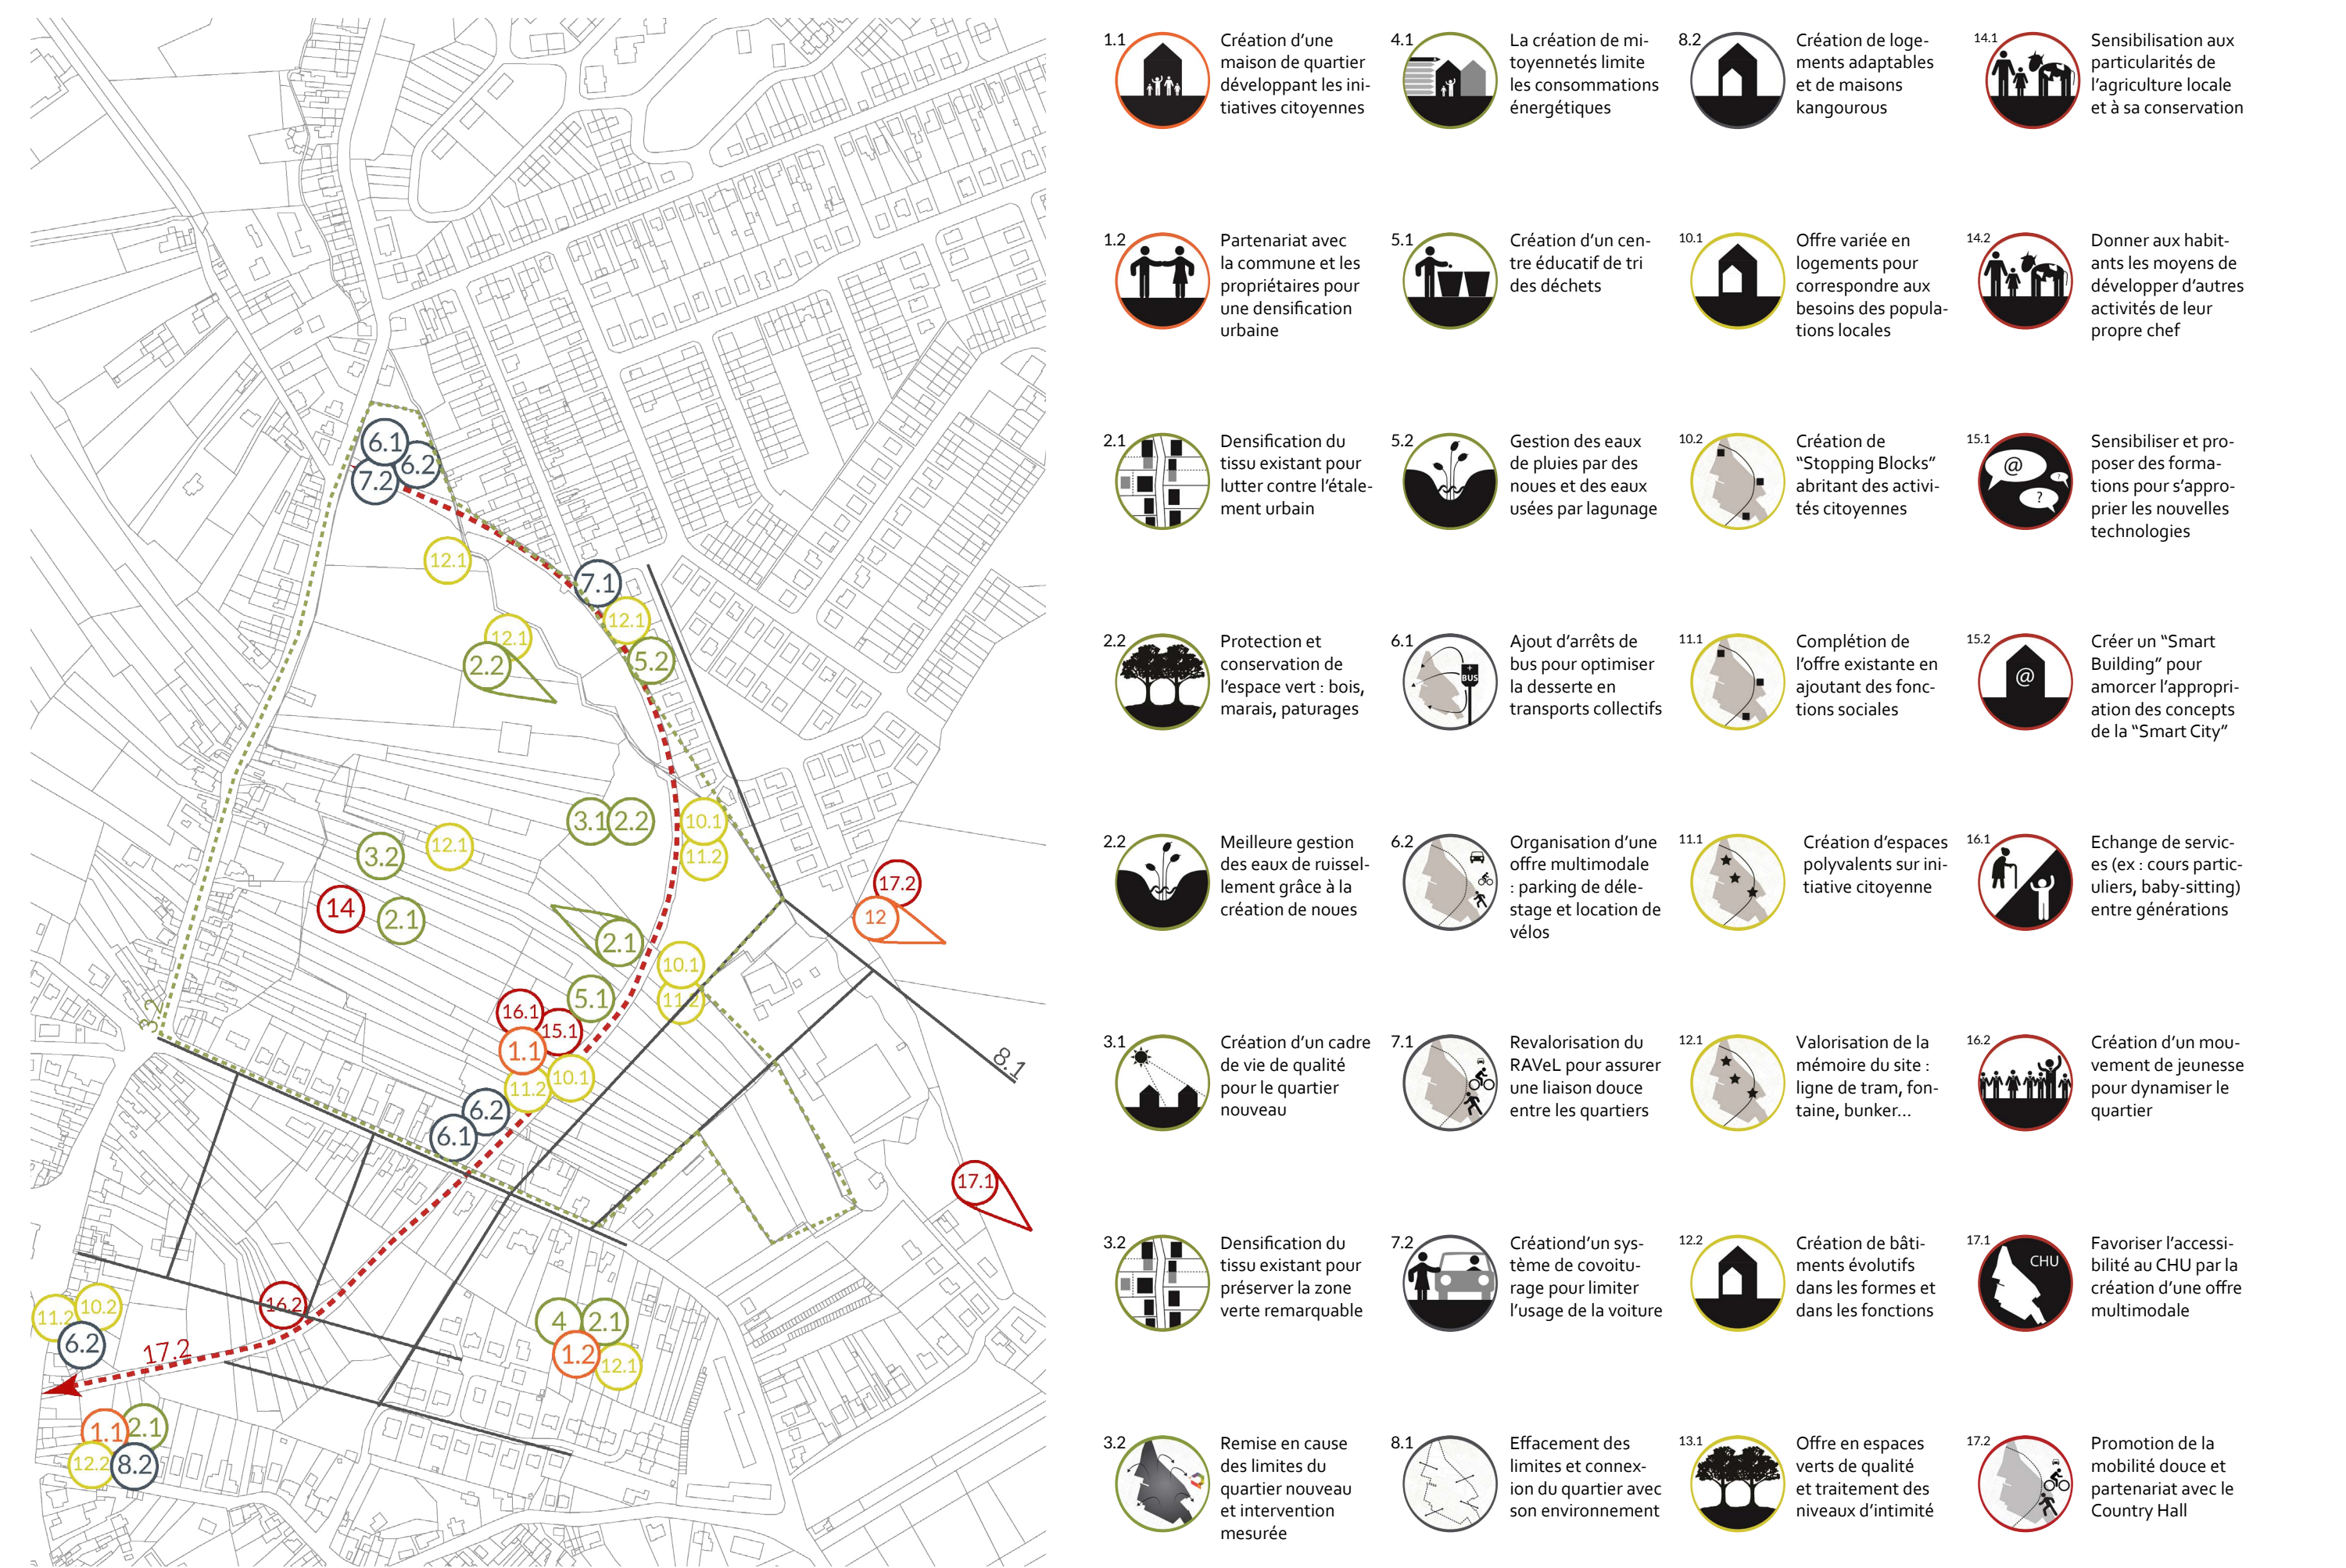 6.1
6.2
7.2
12.1
7.1
12.1
12.1
2.2
5.2
3.1
2.2
10.1
11.2
3.2
12.1
14
2.1
17.2
12
2.1
10.1
11.2
5.1
16.1
15.1
1.1
10.1
11.2
3.2
8.1
6.2
6.1
17.1
16.2
11.2
10.2
6.2
17.2
4
2.1
1.2
12.1
1.1
2.1
12.2
8.2
1.1
Création d'une
maison de quartier
développant les ini-
tiatives citoyennes
1.2
Partenariat avec
la commune et les
propriétaires pour
une densification
urbaine
2.1
Densification du
tissu existant pour
lutter contre l'étale-
ment urbain
2.2
Protection et
conservation de
l'espace vert : bois,
marais, paturages
2.2
Meilleure gestion
des eaux de ruissel-
lement grâce à la
création de noues
3.1
Création d'un cadre
de vie de qualité
pour le quartier
nouveau
3.2
Densification du
tissu existant pour
préserver la zone
verte remarquable
3.2
Remise en cause
des limites du
quartier nouveau
et intervention
mesurée
4.1
La création de mi-
toyennetés limite
les consommations
énergétiques
5.1
Création d'un cen-
tre éducatif de tri
des déchets
5.2
Gestion des eaux
de pluies par des
noues et des eaux
usées par lagunage
6.1
BUS
Ajout d'arrêts de
bus pour optimiser
la desserte en
transports collectifs
6.2
Organisation d'une
offre multimodale
: parking de déle-
stage et location de
vélos
7.1
Revalorisation du
RAVeL pour assurer
une liaison douce
entre les quartiers
7.2
Créationd'un sys-
tème de covoitu-
rage pour limiter
l'usage de la voiture
8.1
Effacement des
limites et connex-
ion du quartier avec
son environnement
8.2
Création de loge-
ments adaptables
et de maisons
kangourous
10.1
Offre variée en
logements pour
correspondre aux
besoins des popula-
tions locales
10.2
Création de
"Stopping Blocks"
abritant des activi-
tés citoyennes
11.1
Complétion de
l'offre existante en
ajoutant des fonc-
tions sociales
11.1
Création d'espaces
polyvalents sur ini-
tiative citoyenne
12.1
Valorisation de la
mémoire du site :
ligne de tram, fon-
taine, bunker...
12.2
Création de bâti-
ments évolutifs
dans les formes et
dans les fonctions
13.1
Offre en espaces
verts de qualité
et traitement des
niveaux d'intimité
14.1
Sensibilisation aux
particularités de
l'agriculture locale
et à sa conservation
14.2
Donner aux habit-
ants les moyens de
développer d'autres
activités de leur
propre chef
15.1
@
?
Sensibiliser et pro-
poser des forma-
tions pour s'appro-
prier les nouvelles
technologies
15.2
@
Créer un "Smart
Building" pour
amorcer l'appropri-
ation des concepts
de la "Smart City"
16.1
Echange de servic-
es (ex : cours partic-
uliers, baby-sitting)
entre générations
16.2
Création d'un mou-
vement de jeunesse
pour dynamiser le
quartier
17.1
CHU
Favoriser l'accessi-
bilité au CHU par la
création d'une offre
multimodale
17.2
Promotion de la
mobilité douce et
partenariat avec le
Country Hall